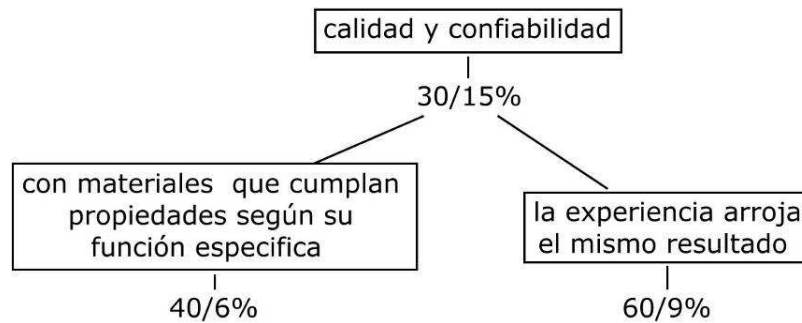 calidad y confiabilidad
30/15%
con materiales que cumplan
propiedades según su
función especifica
la experiencia arroja
el mismo resultado
40/6%
60/9%